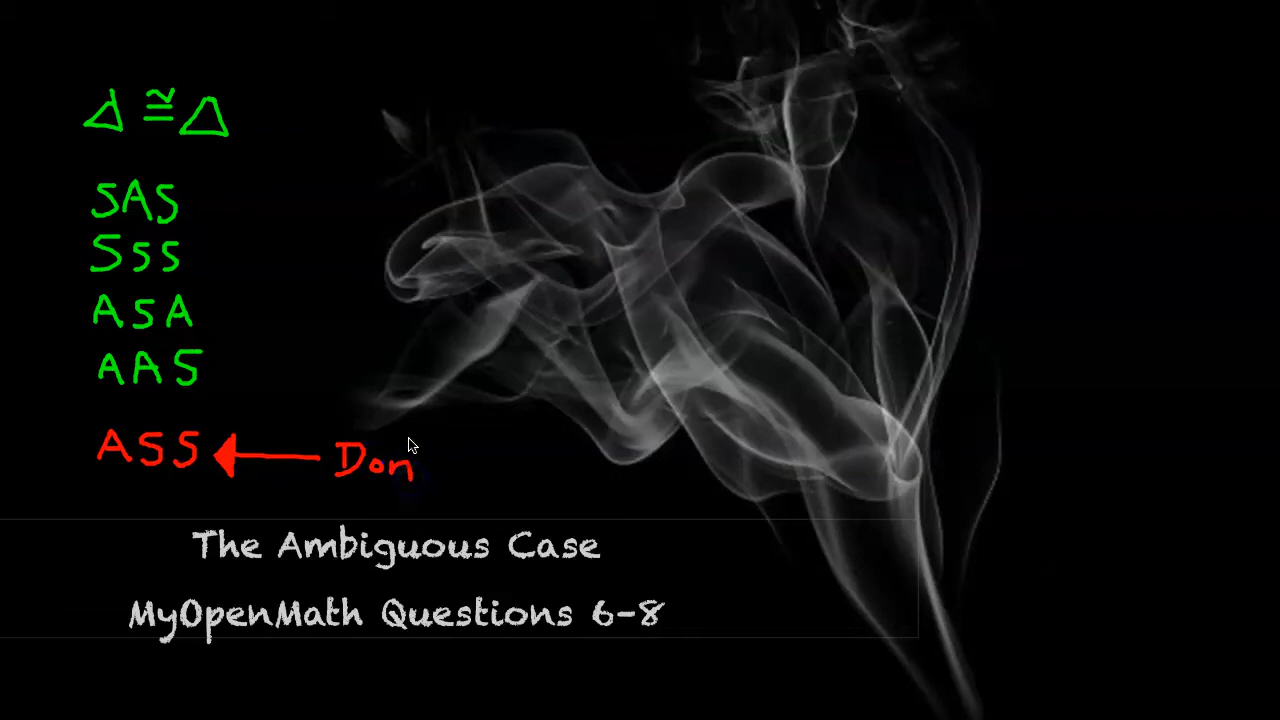 △ ≅ △
SAS
SSS
ASA
AAS
ASS ← Don
The Ambiguous Case
MyOpenMath Questions 6-8